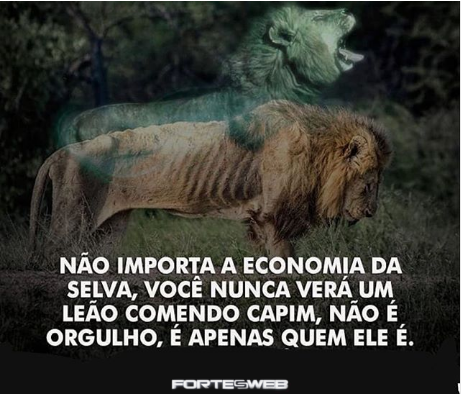 NÃO IMPORTA A ECONOMIA DA
SELVA, VOCÊ NUNCA VERÁ UM
LEÃO COMENDO CAPIM, NÃO É
ORGULHO, É APENAS QUEM ELE É.
FORTESWEB